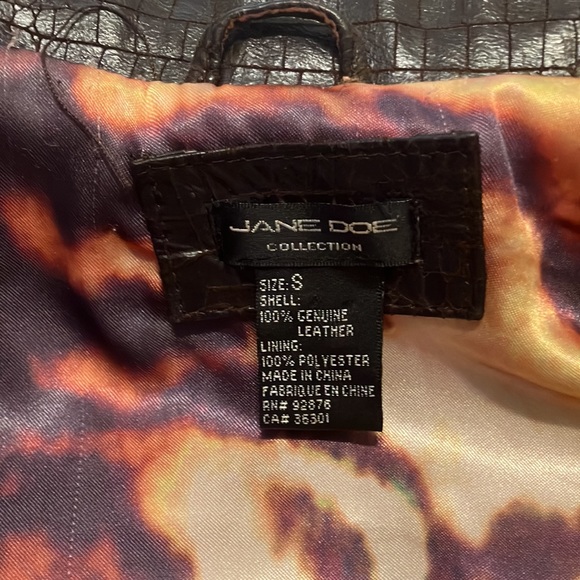 JANE DOE
COLLECTION
SIZE: S
SHELL:
100% GENUINE
LEATHER
LINING:
100% POLYESTER
MADE IN CHINA
FABRIQUE EN CHINE
RN# 92876
CA# 36301